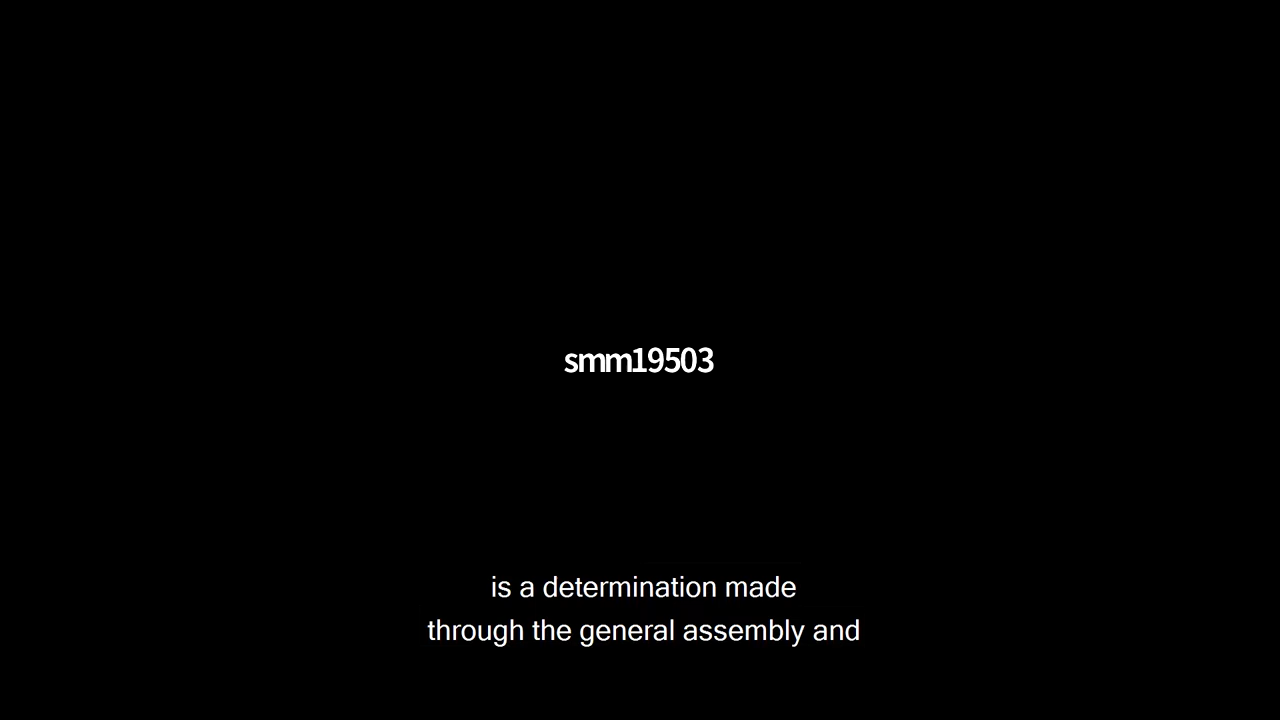 smm19503
is a determination made
through the general assembly and